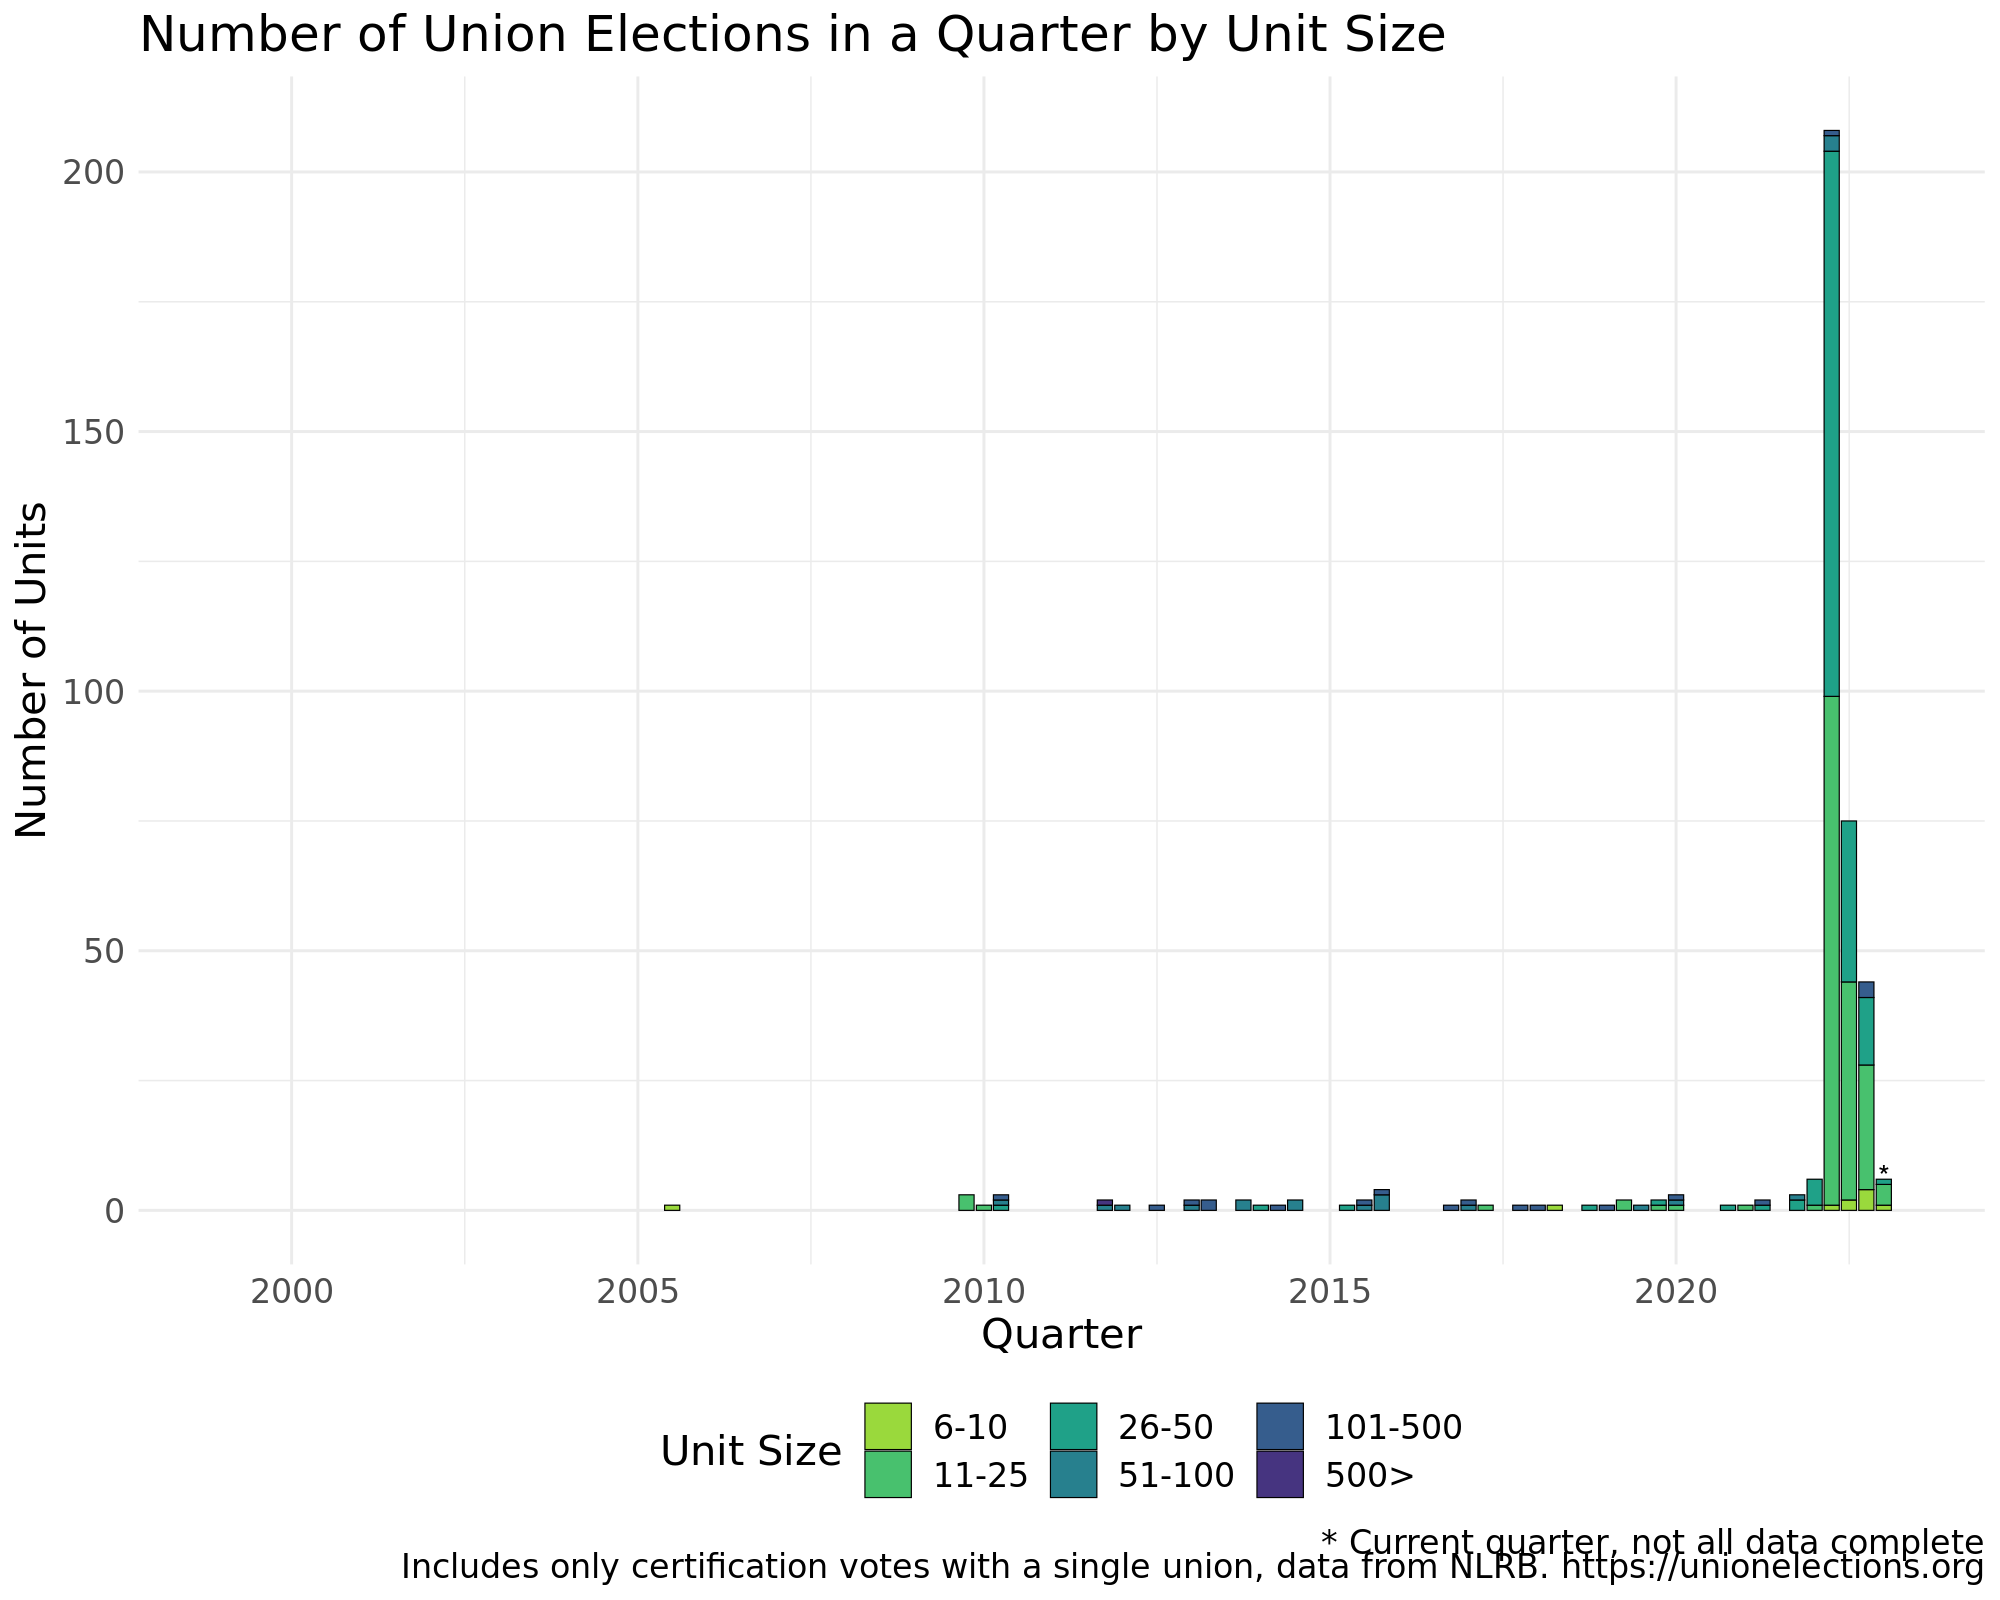 Number of Union Elections in a Quarter by Unit Size
Number of Units
200
150
100
50
0
*
2000 2005 2010 2015 2020
Quarter
Unit Size
6-10 26-50 101-500
11-25 51-100 500>
* Current quarter, not all data complete
Includes only certification votes with a single union, data from NLRB. https://unionelections.org